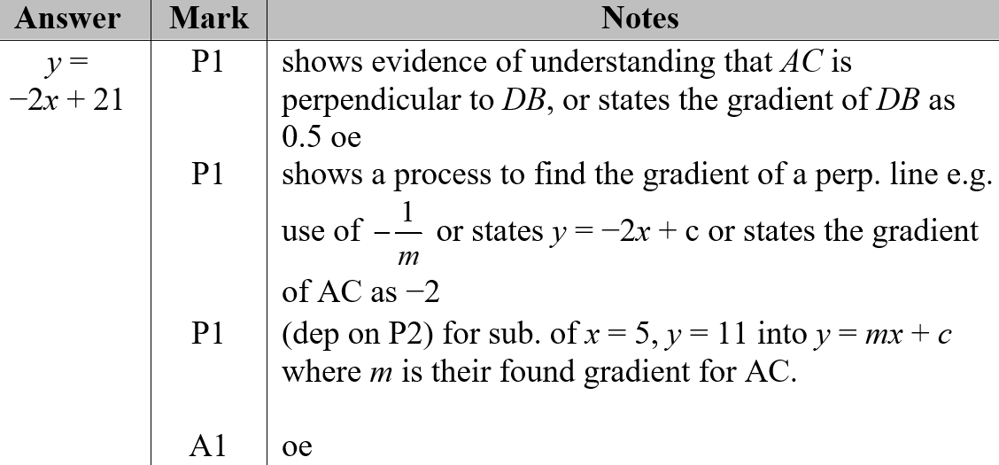 Answer Mark Notes
y = P1 shows evidence of understanding that AC is
−2x + 21 perpendicular to DB, or states the gradient of DB as
0.5 oe
P1 shows a process to find the gradient of a perp. line e.g.
use of −1/m or states y = −2x + c or states the gradient
of AC as −2
P1 (dep on P2) for sub. of x = 5, y = 11 into y = mx + c
where m is their found gradient for AC.
A1 oe